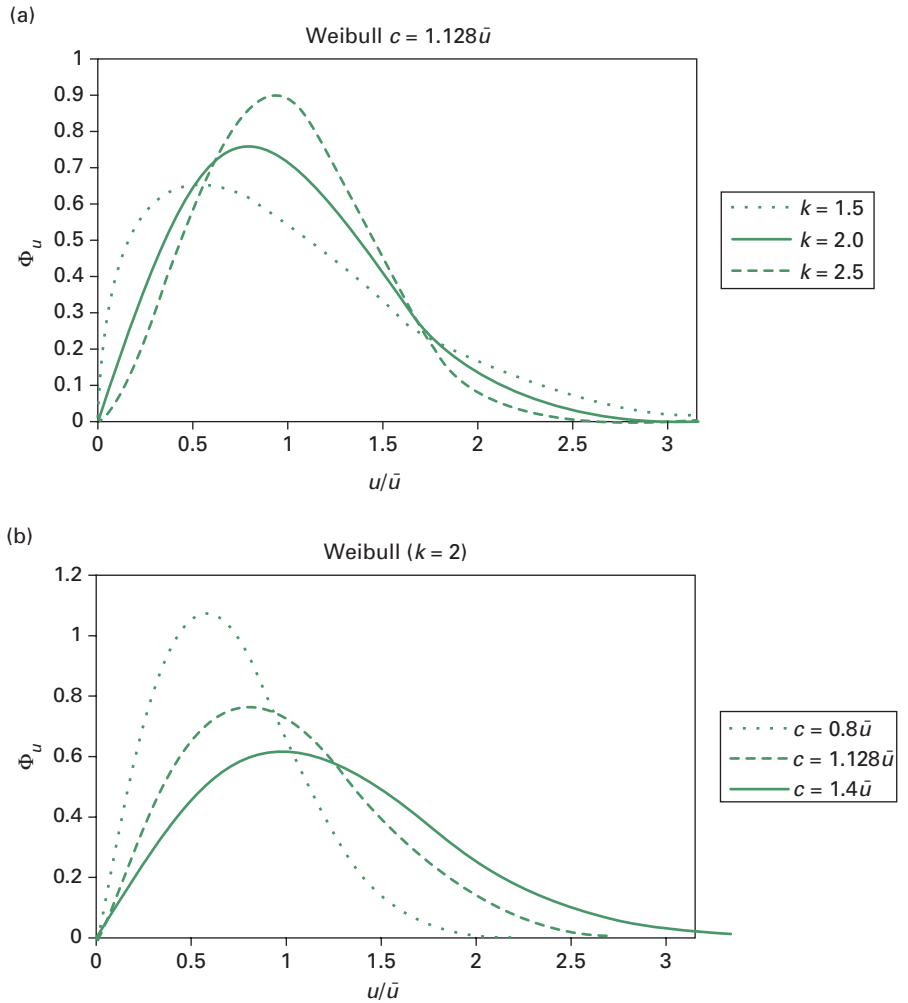 (a)
Weibull c = 1.128ū
1
0.9
0.8
0.7
0.6
0.5
0.4
0.3
0.2
0.1
0
Φu
0 0.5 1 1.5 2 2.5 3
u/ū
k = 1.5
k = 2.0
k = 2.5
(b)
Weibull (k = 2)
1.2
1
0.8
0.6
0.4
0.2
0
Φu
0 0.5 1 1.5 2 2.5 3
u/ū
c = 0.8ū
c = 1.128ū
c = 1.4ū